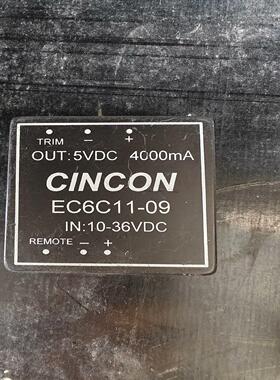 TRIM - +
OUT: 5VDC 4000mA
CINCON
EC6C11-09
IN:10-36VDC
REMOTE - +